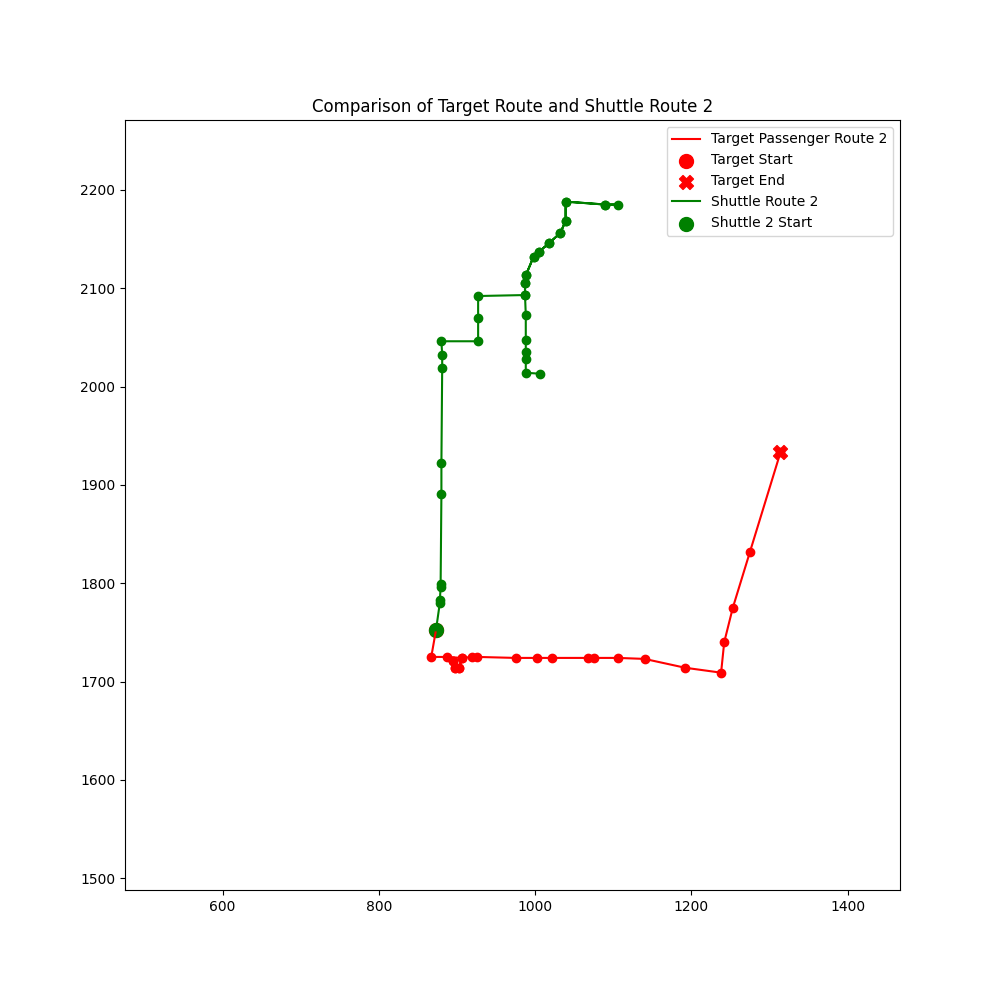 Comparison of Target Route and Shuttle Route 2
Target Passenger Route 2
Target Start
Target End
Shuttle Route 2
Shuttle 2 Start
2200
2100
2000
1900
1800
1700
1600
1500
600 800 1000 1200 1400